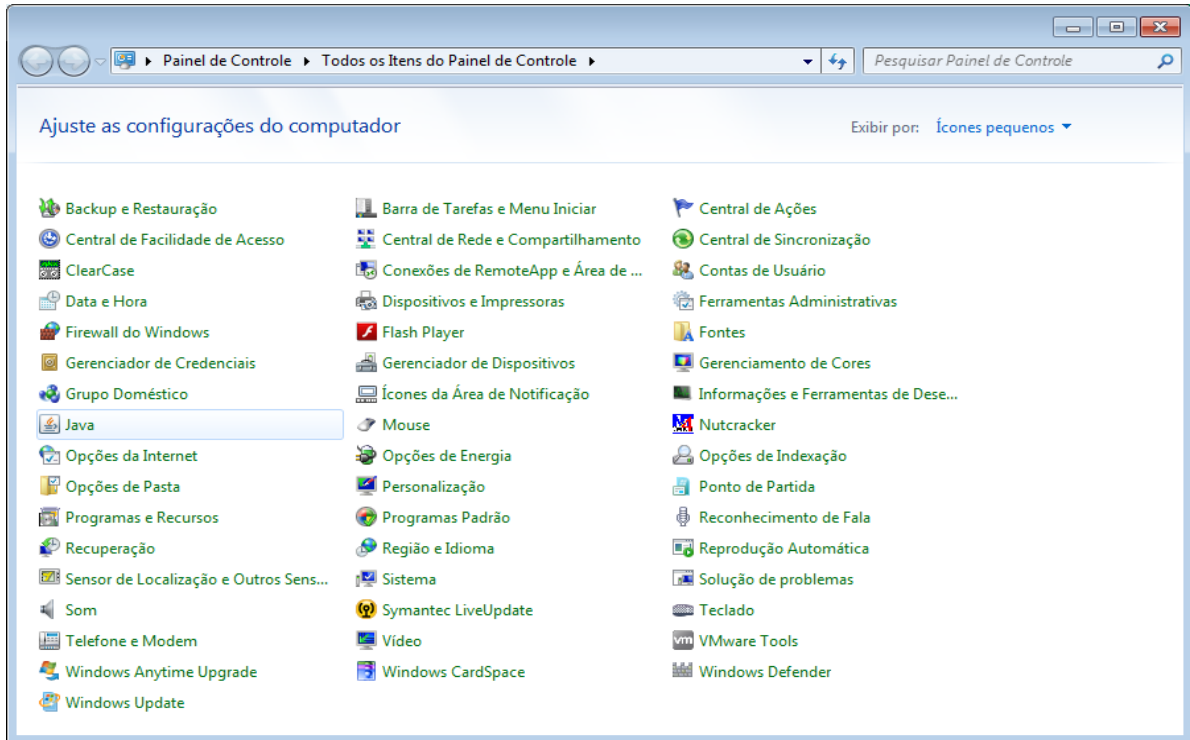 Painel de Controle Todos os Itens do Painel de Controle Pesquisar Painel de Controle
Ajuste as configurações do computador Exibir por: Ícones pequenos
Backup e Restauração Barra de Tarefas e Menu Iniciar Central de Ações
Central de Facilidade de Acesso Central de Rede e Compartilhamento Central de Sincronização
ClearCase Conexões de RemoteApp e Área de ... Contas de Usuário
Data e Hora Dispositivos e Impressoras Ferramentas Administrativas
Firewall do Windows Flash Player Fontes
Gerenciador de Credenciais Gerenciador de Dispositivos Gerenciamento de Cores
Grupo Doméstico Ícones da Área de Notificação Informações e Ferramentas de Dese...
Java Mouse Nutcracker
Opções da Internet Opções de Energia Opções de Indexação
Opções de Pasta Personalização Ponto de Partida
Programas e Recursos Programas Padrão Reconhecimento de Fala
Recuperação Região e Idioma Reprodução Automática
Sensor de Localização e Outros Sens... Sistema Solução de problemas
Som Symantec LiveUpdate Teclado
Telefone e Modem Vídeo VMware Tools
Windows Anytime Upgrade Windows CardSpace Windows Defender
Windows Update